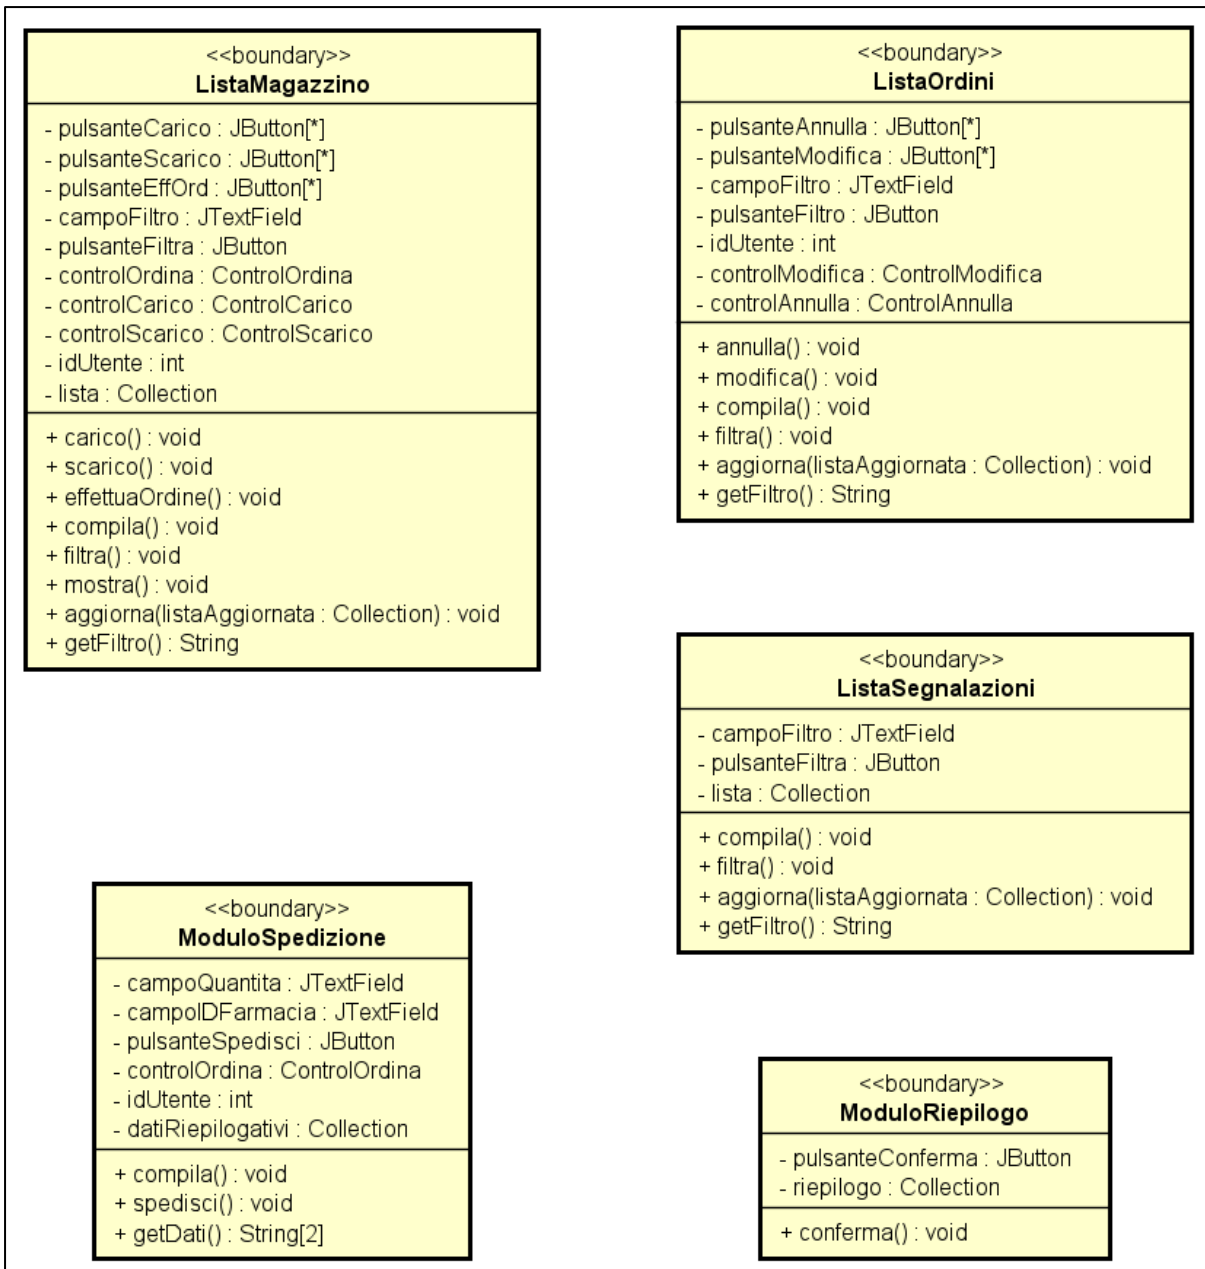 <<boundary>>
ListaMagazzino
- pulsanteCarico : JButton[*]
- pulsanteScarico : JButton[*]
- pulsanteEffOrd : JButton[*]
- campoFiltro : JTextField
- pulsanteFiltra : JButton
- controlOrdina : ControlOrdina
- controlCarico : ControlCarico
- controlScarico : ControlScarico
- idUtente : int
- lista : Collection
+ carico() : void
+ scarico() : void
+ effettuaOrdine() : void
+ compila() : void
+ filtra() : void
+ mostra() : void
+ aggiorna(listaAggiornata : Collection) : void
+ getFiltro() : String
<<boundary>>
ListaOrdini
- pulsanteAnnulla : JButton[*]
- pulsanteModifica : JButton[*]
- campoFiltro : JTextField
- pulsanteFiltro : JButton
- idUtente : int
- controlModifica : ControlModifica
- controlAnnulla : ControlAnnulla
+ annulla() : void
+ modifica() : void
+ compila() : void
+ filtra() : void
+ aggiorna(listaAggiornata : Collection) : void
+ getFiltro() : String
<<boundary>>
ListaSegnalazioni
- campoFiltro : JTextField
- pulsanteFiltra : JButton
- lista : Collection
+ compila() : void
+ filtra() : void
+ aggiorna(listaAggiornata : Collection) : void
+ getFiltro() : String
<<boundary>>
ModuloSpedizione
- campoQuantita : JTextField
- campoIDFarmacia : JTextField
- pulsanteSpedisci : JButton
- controlOrdina : ControlOrdina
- idUtente : int
- datiRiepilogativi : Collection
+ compila() : void
+ spedisci() : void
+ getDati() : String[2]
<<boundary>>
ModuloRiepilogo
- pulsanteConferma : JButton
- riepilogo : Collection
+ conferma() : void